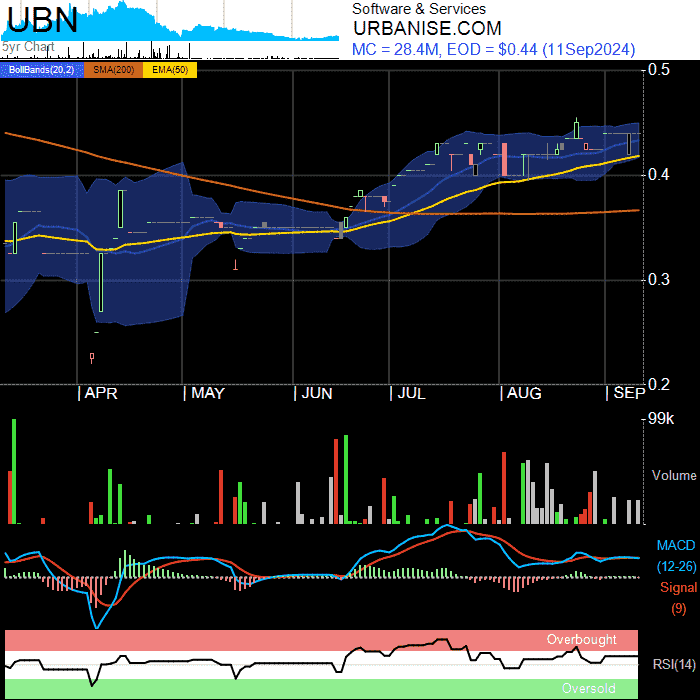 UBN
5yr Chart
Software & Services
URBANISE.COM
MC = 28.4M, EOD = $0.44 (11Sep2024)
BollBands(20,2) SMA(200) EMA(50)
0.5
0.4
0.3
0.2
APR MAY JUN JUL AUG SEP
99k
Volume
MACD
(12-26)
Signal
(9)
Overbought
RSI(14)
Oversold